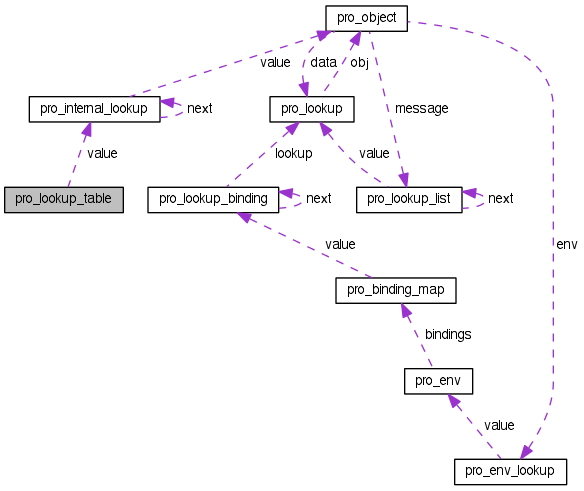 pro_object
value
data
obj
pro_internal_lookup
next
pro_lookup
message
value
lookup
value
pro_lookup_table
pro_lookup_binding
next
pro_lookup_list
next
value
env
pro_binding_map
bindings
pro_env
value
pro_env_lookup